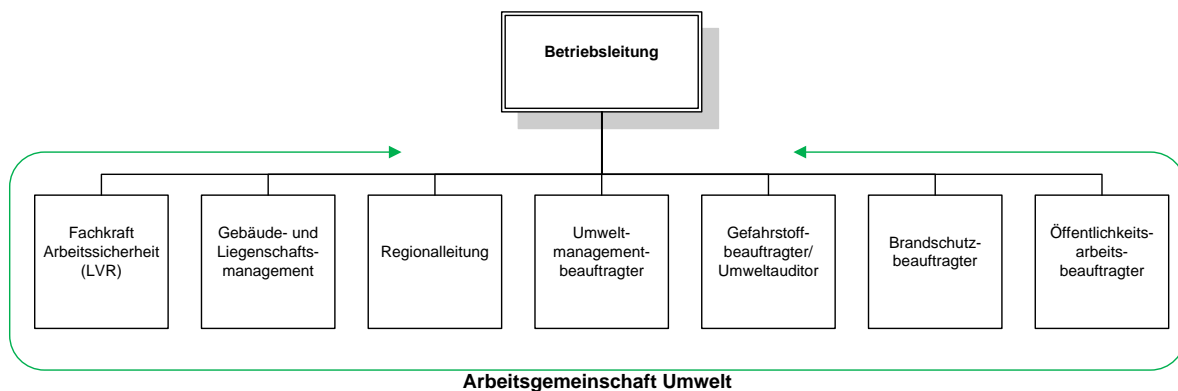 Betriebsleitung
Fachkraft
Arbeitssicherheit
(LVR)
Gebäude- und
Liegenschafts-
management
Regionalleitung
Umwelt-
management-
beauftragter
Gefahrstoff-
beauftragter/
Umweltauditor
Brandschutz-
beauftragter
Öffentlichkeits-
arbeits-
beauftragter
Arbeitsgemeinschaft Umwelt